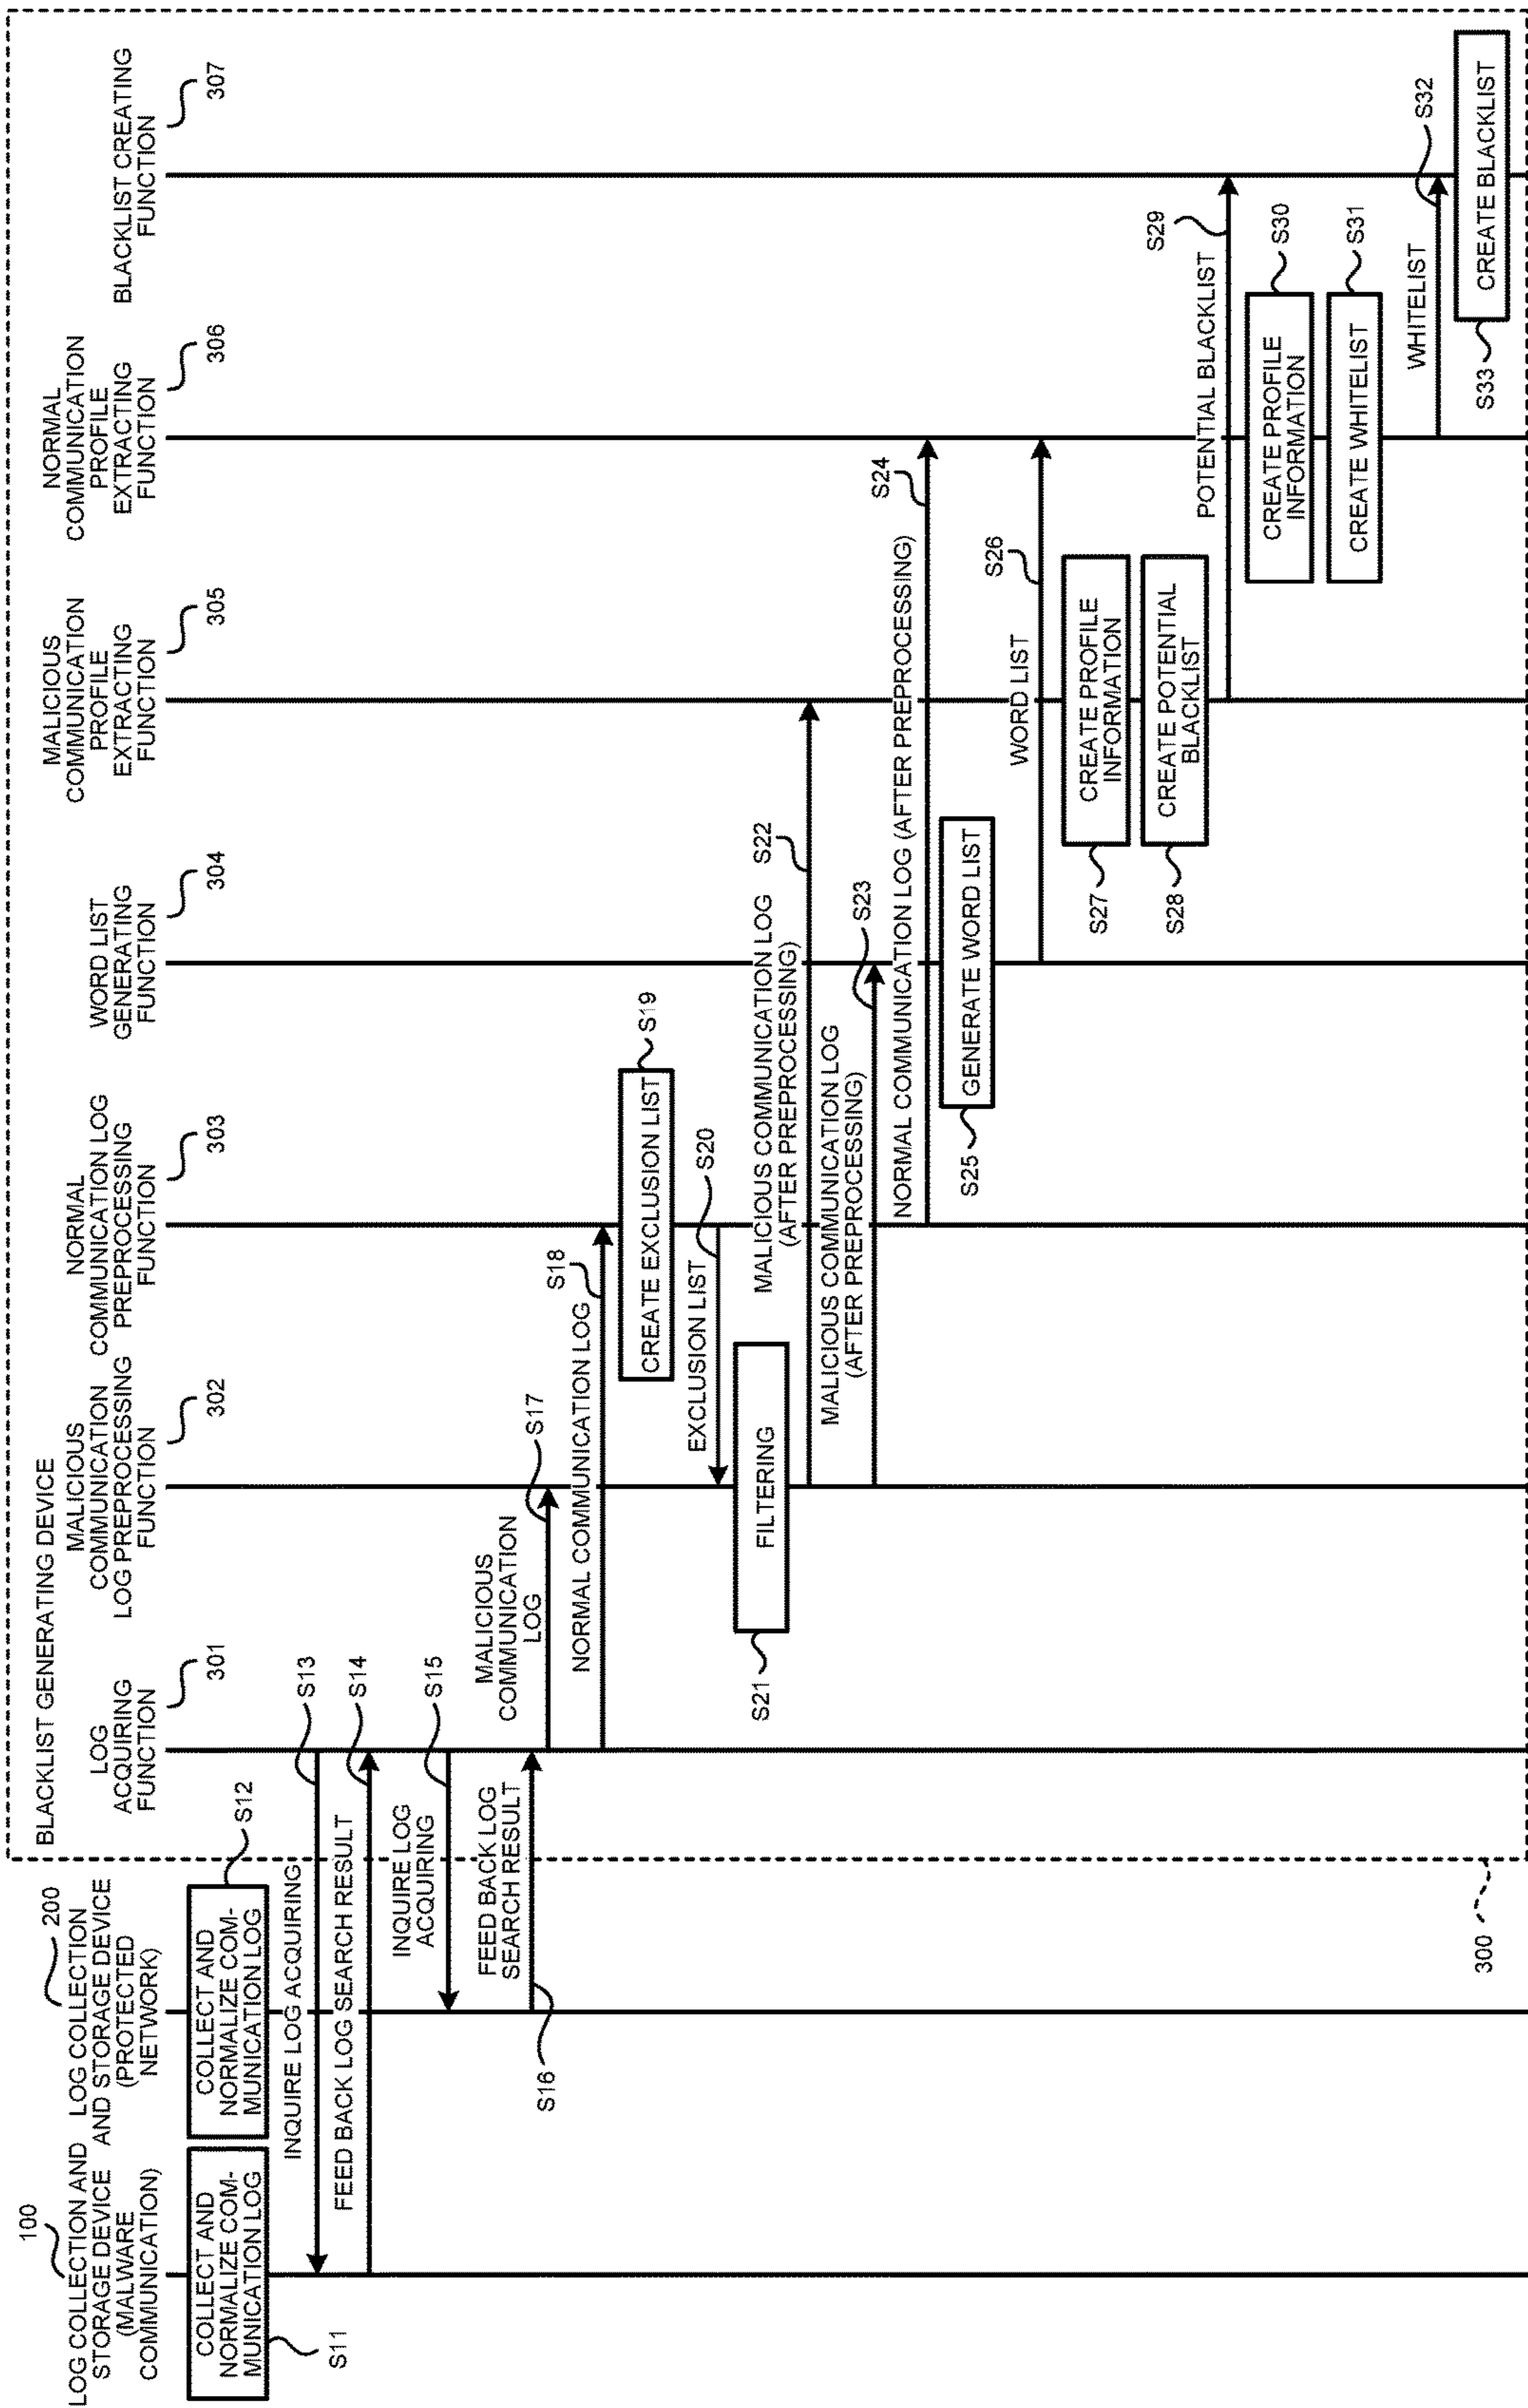 100
LOG COLLECTION AND
STORAGE DEVICE
(MALWARE
COMMUNICATION)
200
LOG COLLECTION
AND STORAGE DEVICE
(PROTECTED
NETWORK)
BLACKLIST GENERATING DEVICE
LOG
ACQUIRING
FUNCTION
301
MALICIOUS
COMMUNICATION
LOG PREPROCESSING
FUNCTION
302
NORMAL
COMMUNICATION LOG
PREPROCESSING
FUNCTION
303
WORD LIST
GENERATING
FUNCTION
304
MALICIOUS
COMMUNICATION
PROFILE
EXTRACTING
FUNCTION
305
NORMAL
COMMUNICATION
PROFILE
EXTRACTING
FUNCTION
306
BLACKLIST CREATING
FUNCTION
307
COLLECT AND
NORMALIZE COM-
MUNICATION LOG
S11
COLLECT AND
NORMALIZE COM-
MUNICATION LOG
S12
INQUIRE LOG ACQUIRING
S13
FEED BACK LOG SEARCH RESULT
S14
INQUIRE LOG
ACQUIRING
S15
FEED BACK LOG
SEARCH RESULT
S16
MALICIOUS
COMMUNICATION
LOG
S17
NORMAL COMMUNICATION LOG
S18
CREATE EXCLUSION LIST
S19
EXCLUSION LIST
S20
FILTERING
S21
MALICIOUS COMMUNICATION LOG
(AFTER PREPROCESSING)
S22
MALICIOUS COMMUNICATION LOG
(AFTER PREPROCESSING)
S23
NORMAL COMMUNICATION LOG (AFTER PREPROCESSING)
S24
GENERATE WORD LIST
S25
WORD LIST
S26
CREATE PROFILE
INFORMATION
S27
CREATE POTENTIAL
BLACKLIST
S28
POTENTIAL BLACKLIST
S29
CREATE PROFILE
INFORMATION
S30
CREATE WHITELIST
S31
WHITELIST
S32
CREATE BLACKLIST
S33
300